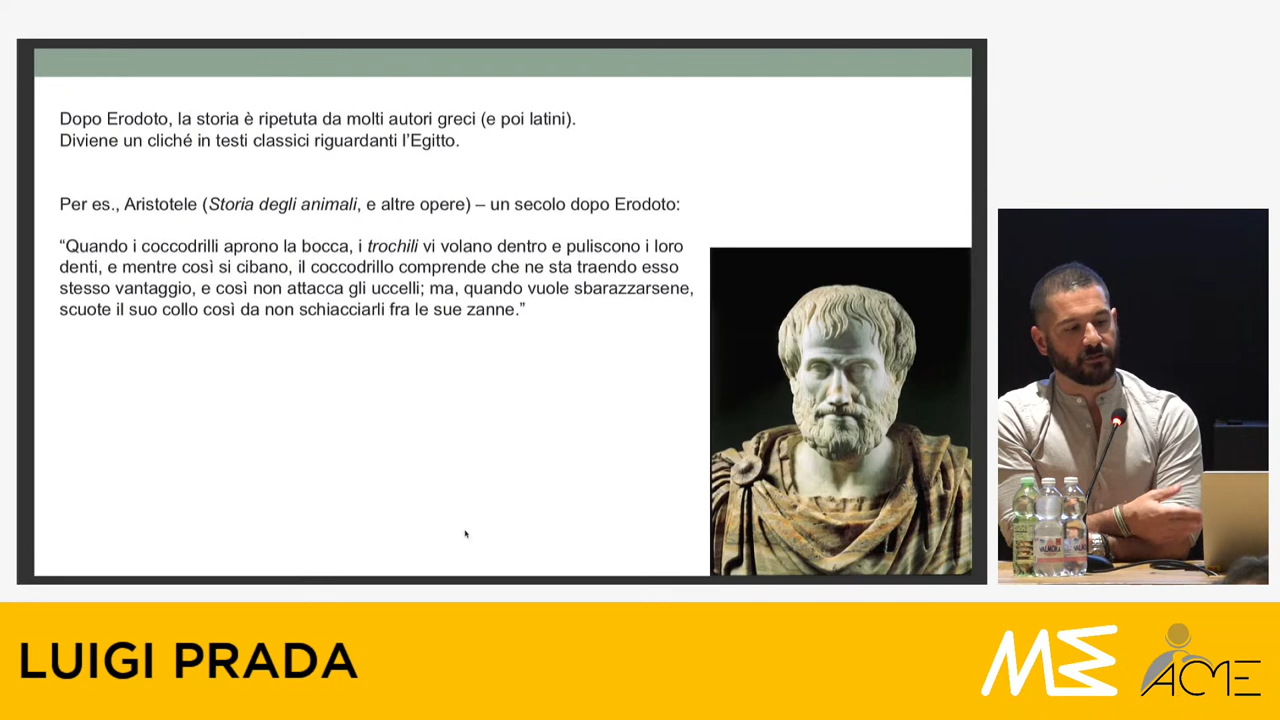 Dopo Erodoto, la storia è ripetuta da molti autori greci (e poi latini).
Diviene un cliché in testi classici riguardanti l’Egitto.
Per es., Aristotele (Storia degli animali, e altre opere) – un secolo dopo Erodoto:
“Quando i coccodrilli aprono la bocca, i trochili vi volano dentro e puliscono i loro
denti, e mentre così si cibano, il coccodrillo comprende che ne sta traendo esso
stesso vantaggio, e così non attacca gli uccelli; ma, quando vuole sbarazzarsene,
scuote il suo collo così da non schiacciarli fra le sue zanne.”
VALMORA
LUIGI PRADA
ME
ACME